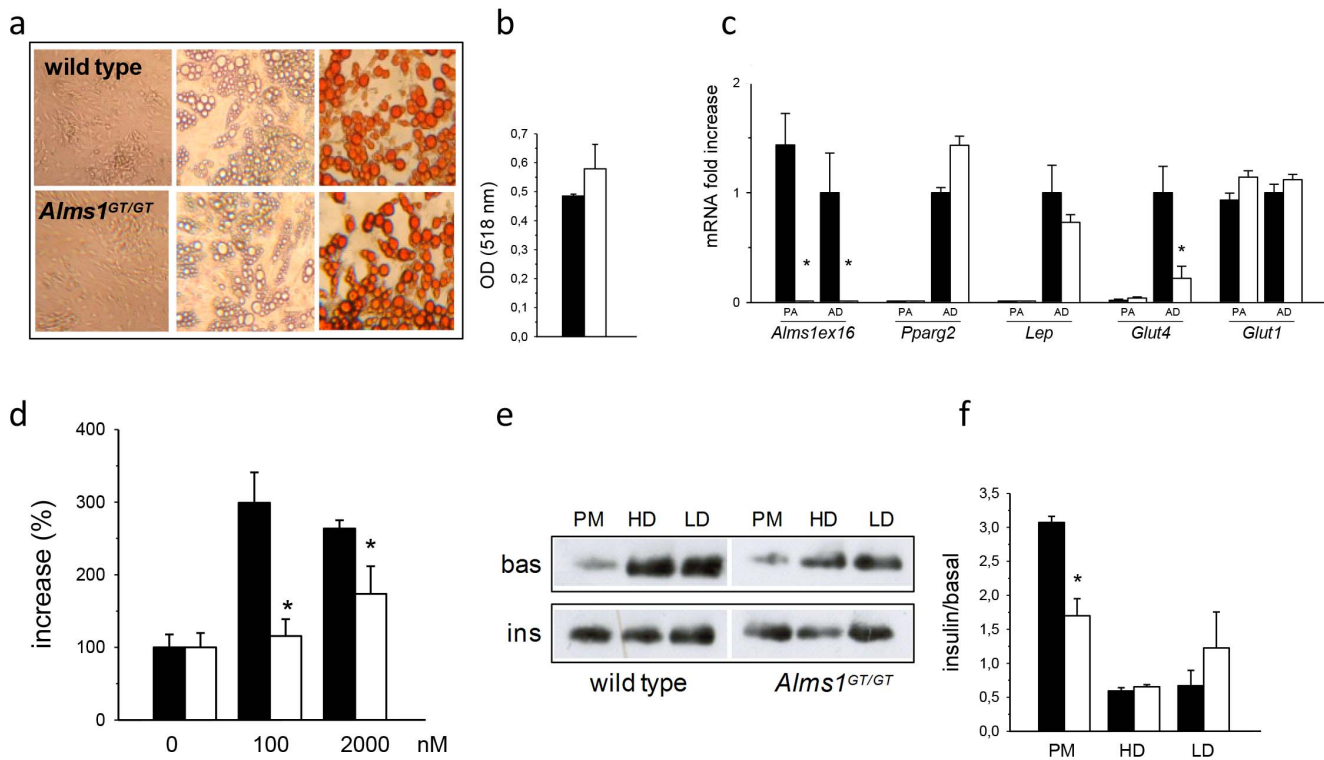 a
wild type
Alms1GT/GT
b
OD (518 nm)
0,7
0,6
0,5
0,4
0,3
0,2
0,1
0,0
c
mRNA fold increase
2
1
0
* * *
PA AD PA AD PA AD PA AD PA AD
Alms1ex16 Pparg2 Lep Glut4 Glut1
d
increase (%)
400
300
200
100
0
* *
0 100 2000 nM
e
PM HD LD PM HD LD
bas
ins
wild type Alms1GT/GT
f
insulin/basal
3,5
3,0
2,5
2,0
1,5
1,0
0,5
0,0
*
PM HD LD